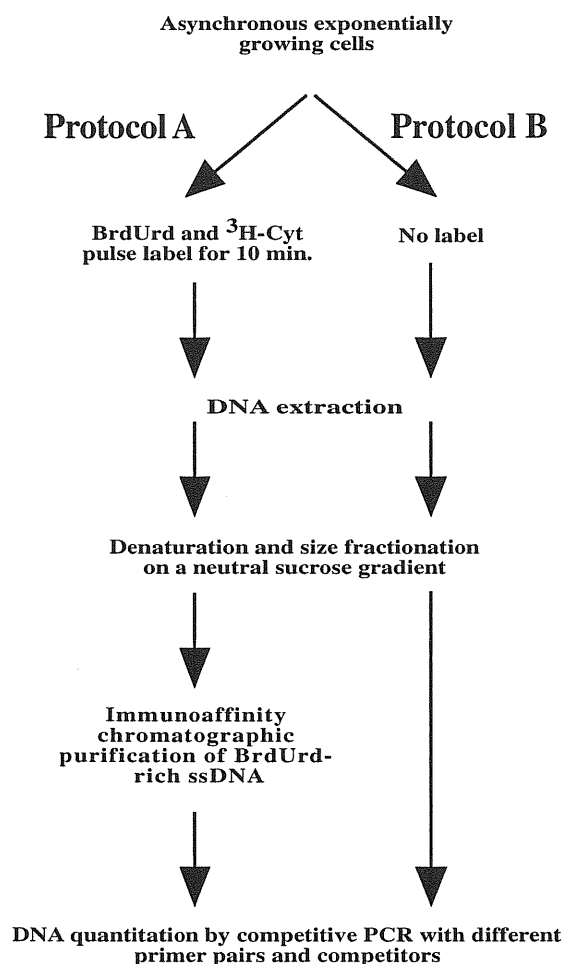 Asynchronous exponentially
growing cells
Protocol A
Protocol B
BrdUrd and ³H-Cyt
pulse label for 10 min.
No label
DNA extraction
Denaturation and size fractionation
on a neutral sucrose gradient
Immunoaffinity
chromatographic
purification of BrdUrd-
rich ssDNA
DNA quantitation by competitive PCR with different
primer pairs and competitors